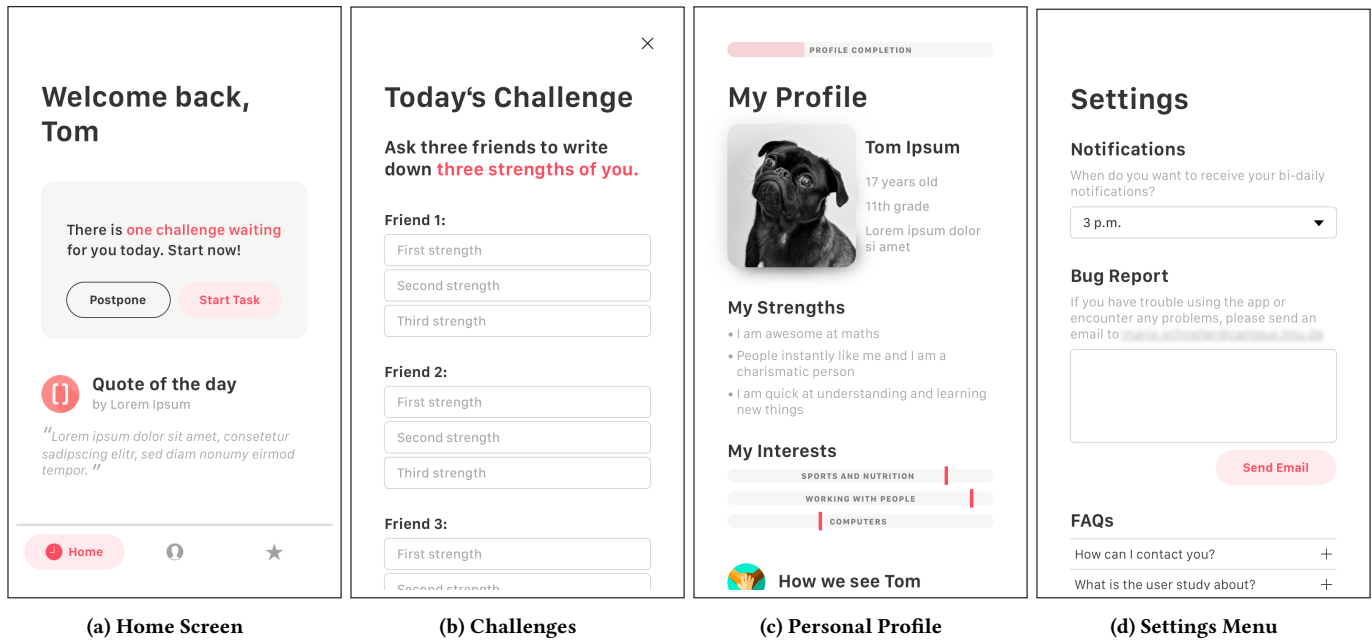 Welcome back,
Tom
There is one challenge waiting
for you today. Start now!
Postpone
Start Task
Quote of the day
by Lorem Ipsum
"Lorem ipsum dolor sit amet, consetetur
sadipscing elitr, sed diam nonumy eirmod
tempor. "
Home
(a) Home Screen
Today‘s Challenge
Ask three friends to write
down three strengths of you.
Friend 1:
First strength
Second strength
Third strength
Friend 2:
First strength
Second strength
Third strength
Friend 3:
First strength
Second strength
(b) Challenges
PROFILE COMPLETION
My Profile
Tom Ipsum
17 years old
11th grade
Lorem ipsum dolor
si amet
My Strengths
• I am awesome at maths
• People instantly like me and I am a
charismatic person
• I am quick at understanding and learning
new things
My Interests
SPORTS AND NUTRITION
WORKING WITH PEOPLE
COMPUTERS
How we see Tom
(c) Personal Profile
Settings
Notifications
When do you want to receive your bi-daily
notifications?
3 p.m.
Bug Report
If you have trouble using the app or
encounter any problems, please send an
email to
Send Email
FAQs
How can I contact you?
What is the user study about?
(d) Settings Menu